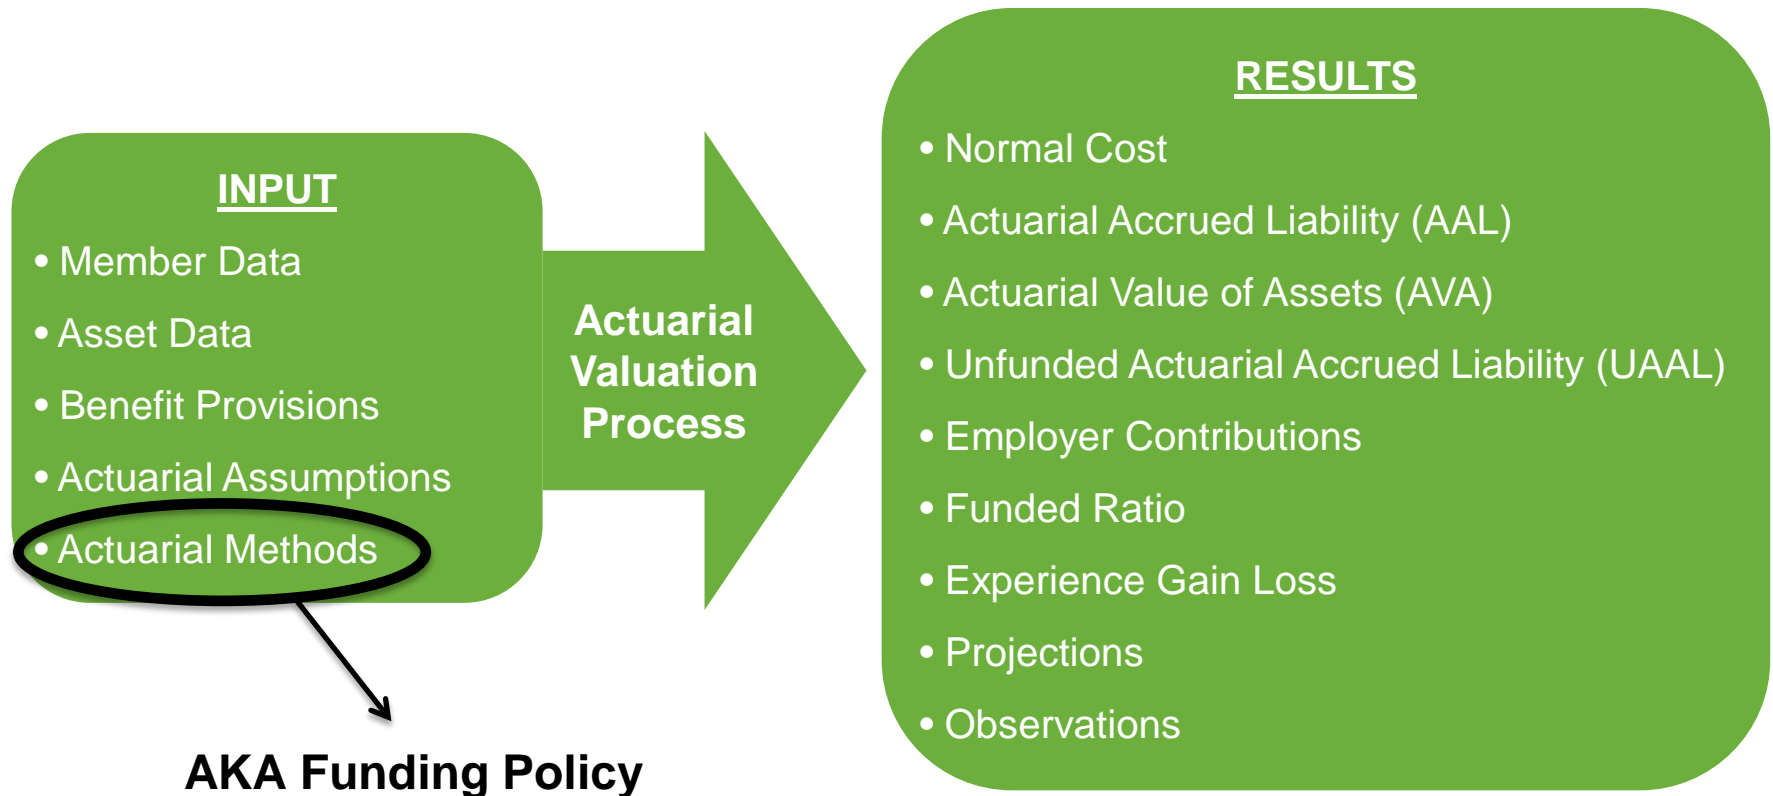 INPUT
• Member Data
• Asset Data
• Benefit Provisions
• Actuarial Assumptions
• Actuarial Methods
AKA Funding Policy
Actuarial
Valuation
Process
RESULTS
• Normal Cost
• Actuarial Accrued Liability (AAL)
• Actuarial Value of Assets (AVA)
• Unfunded Actuarial Accrued Liability (UAAL)
• Employer Contributions
• Funded Ratio
• Experience Gain Loss
• Projections
• Observations